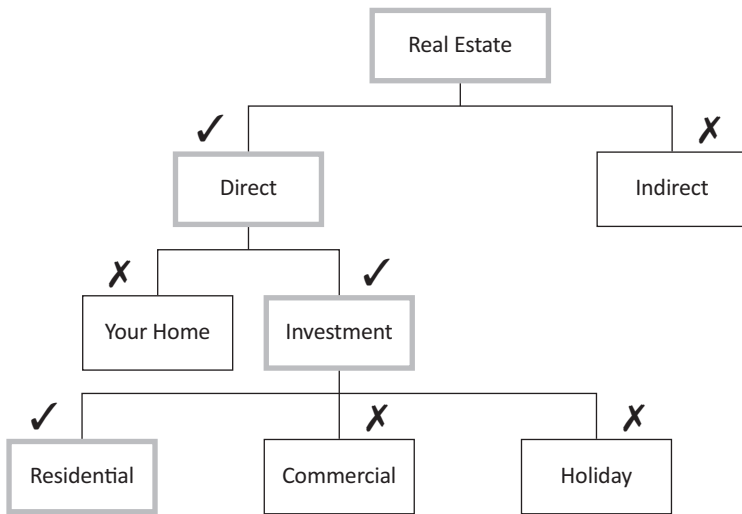 Real Estate
✓
✗
Direct
Indirect
✗
✓
Your Home
Investment
✓
✗
✗
Residential
Commercial
Holiday